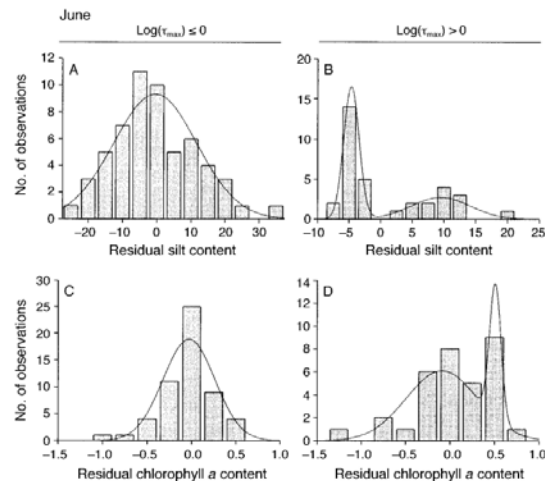 June
Log(τmax) ≤ 0
Log(τmax) > 0
A
B
No. of observations
12
10
8
6
4
2
0
20
15
10
5
0
−20 −10 0 10 20 30
−10 −5 0 5 10 15 20 25
Residual silt content
Residual silt content
C
D
No. of observations
30
25
20
15
10
5
0
14
12
10
8
6
4
2
0
−1.5 −1.0 −0.5 0.0 0.5 1.0
−1.5 −1.0 −0.5 0.0 0.5 1.0
Residual chlorophyll a content
Residual chlorophyll a content